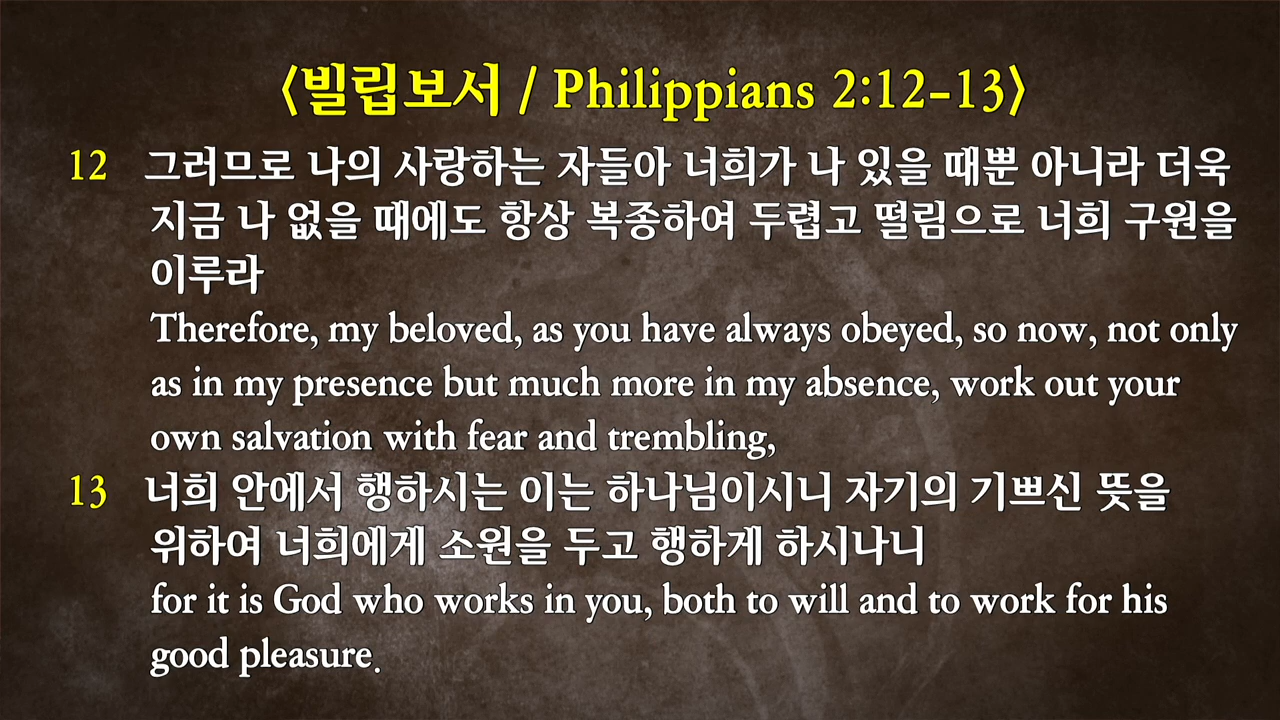 〈빌립보서 / Philippians 2:12-13〉
12 그러므로 나의 사랑하는 자들아 너희가 나 있을 때뿐 아니라 더욱
지금 나 없을 때에도 항상 복종하여 두렵고 떨림으로 너희 구원을
이루라
Therefore, my beloved, as you have always obeyed, so now, not only
as in my presence but much more in my absence, work out your
own salvation with fear and trembling,
13 너희 안에서 행하시는 이는 하나님이시니 자기의 기쁘신 뜻을
위하여 너희에게 소원을 두고 행하게 하시나니
for it is God who works in you, both to will and to work for his
good pleasure.